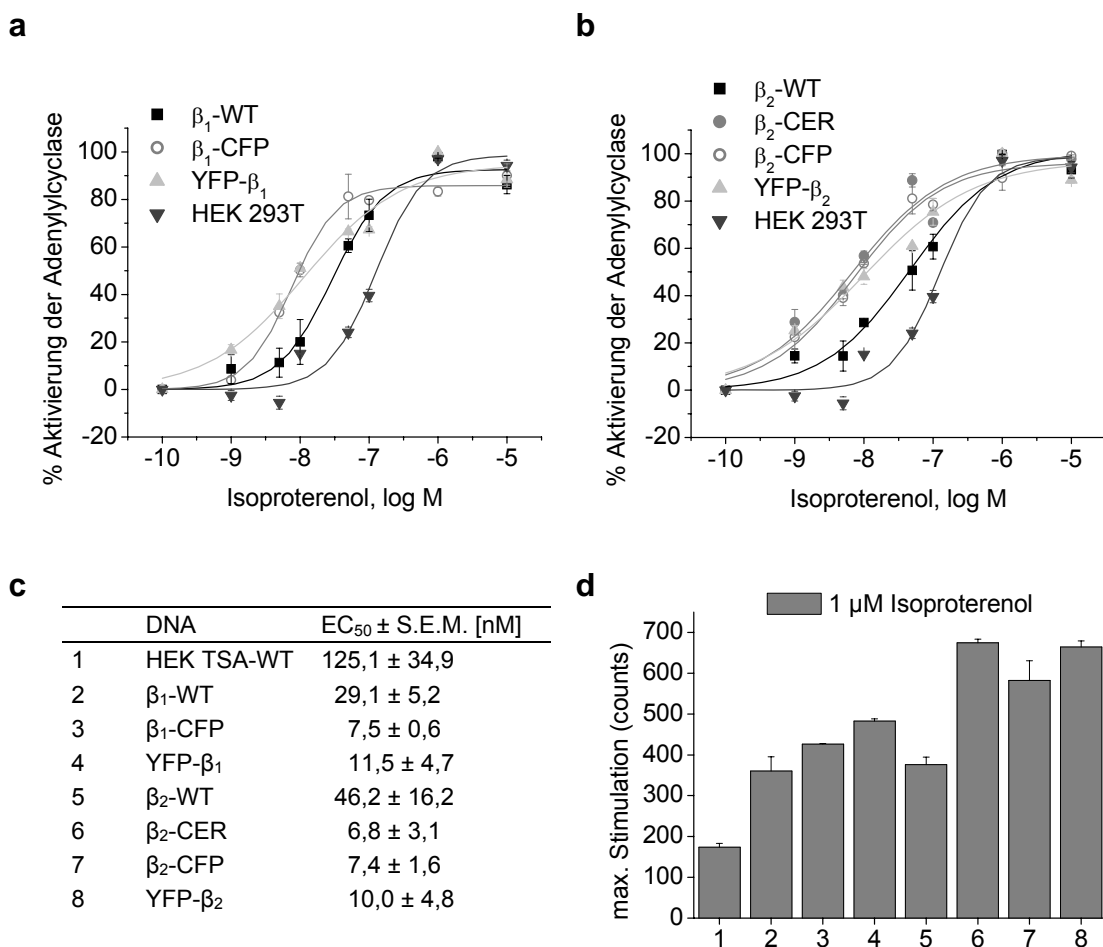 a
% Aktivierung der Adenylylcyclase
β1-WT
β1-CFP
YFP-β1
HEK 293T
100
80
60
40
20
0
-20
-10 -9 -8 -7 -6 -5
Isoproterenol, log M
b
% Aktivierung der Adenylylcyclase
β2-WT
β2-CER
β2-CFP
YFP-β2
HEK 293T
100
80
60
40
20
0
-20
-10 -9 -8 -7 -6 -5
Isoproterenol, log M
c
DNA EC50 ± S.E.M. [nM]
1 HEK TSA-WT 125,1 ± 34,9
2 β1-WT 29,1 ± 5,2
3 β1-CFP 7,5 ± 0,6
4 YFP-β1 11,5 ± 4,7
5 β2-WT 46,2 ± 16,2
6 β2-CER 6,8 ± 3,1
7 β2-CFP 7,4 ± 1,6
8 YFP-β2 10,0 ± 4,8
d
1 µM Isoproterenol
max. Stimulation (counts)
700
600
500
400
300
200
100
0
1 2 3 4 5 6 7 8